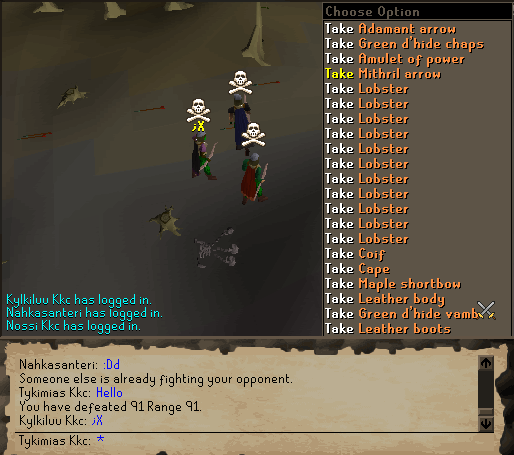 Choose Option
Take Adamant arrow
Take Green d'hide chaps
Take Amulet of power
Take Mithril arrow
Take Lobster
Take Lobster
Take Lobster
Take Lobster
Take Lobster
Take Lobster
Take Lobster
Take Lobster
Take Lobster
Take Lobster
Take Lobster
Take Coif
Take Cape
Take Maple shortbow
Take Leather body
Take Green d'hide vamb
Take Leather boots
;X
Kylkiluu Kkc has logged in.
Nahkasanteri has logged in.
Nossi Kkc has logged in.
Nahkasanteri: ;Dd
Someone else is already fighting your opponent.
Tykimias Kkc: Hello
You have defeated 91 Range 91.
Kylkiluu Kkc: ;X
Tykimias Kkc: *